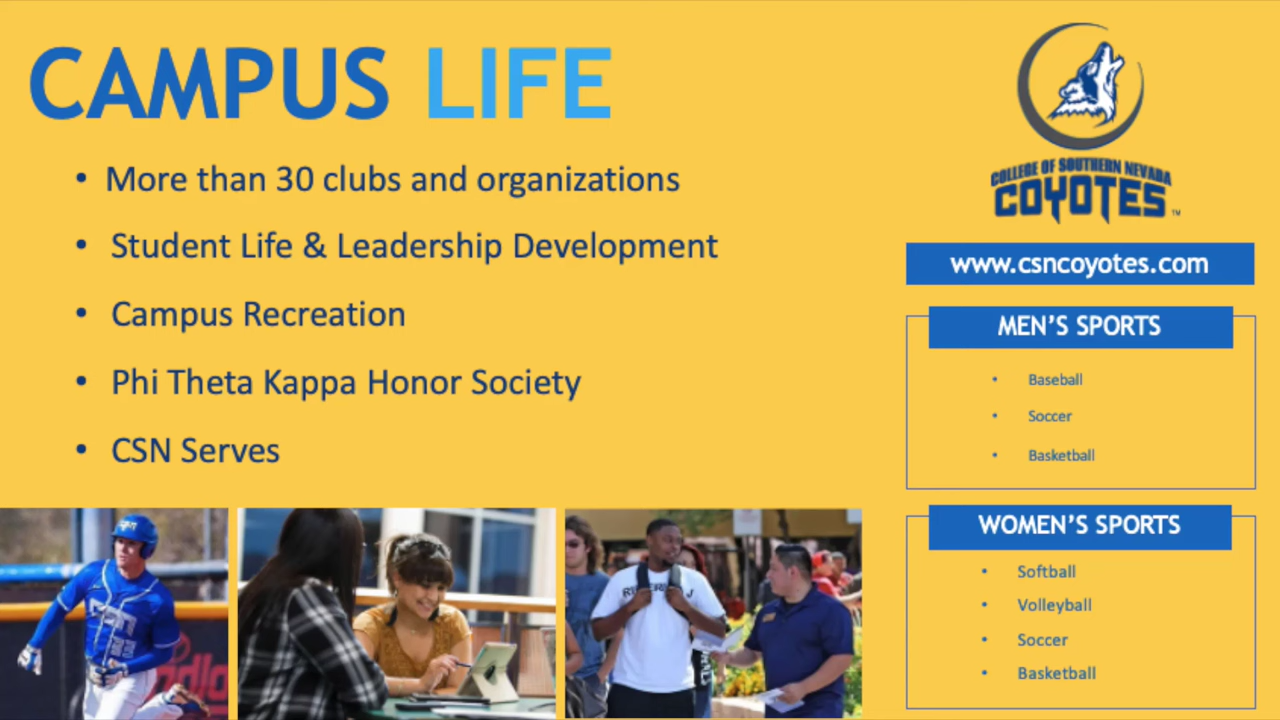 CAMPUS LIFE
• More than 30 clubs and organizations
• Student Life & Leadership Development
• Campus Recreation
• Phi Theta Kappa Honor Society
• CSN Serves
COLLEGE OF SOUTHERN NEVADA
COYOTES™
www.csncoyotes.com
MEN'S SPORTS
• Baseball
• Soccer
• Basketball
WOMEN'S SPORTS
• Softball
• Volleyball
• Soccer
• Basketball